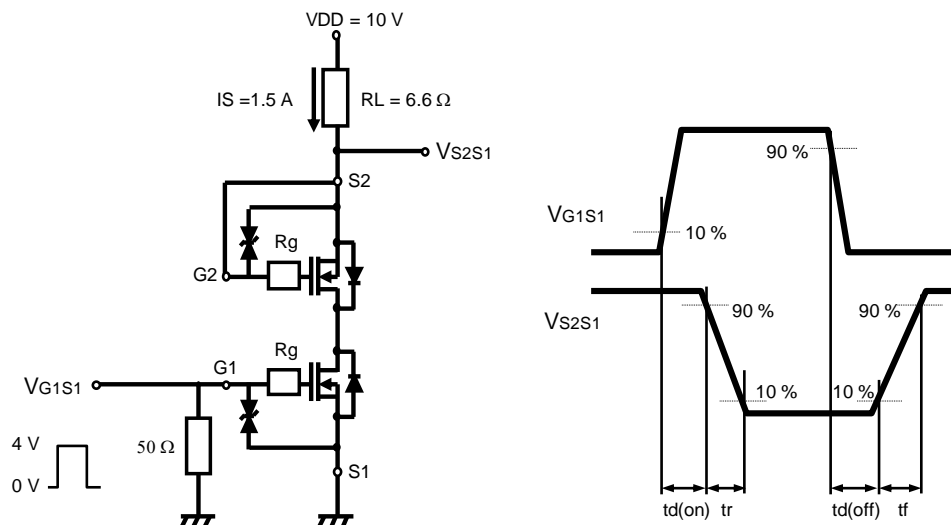 VDD = 10 V
IS =1.5 A
RL = 6.6 Ω
VS2S1
S2
Rg
G2
Rg
G1
VG1S1
50 Ω
4 V
0 V
S1
90 %
VG1S1
10 %
VS2S1
90 %
90 %
10 %
10 %
td(on) tr td(off) tf